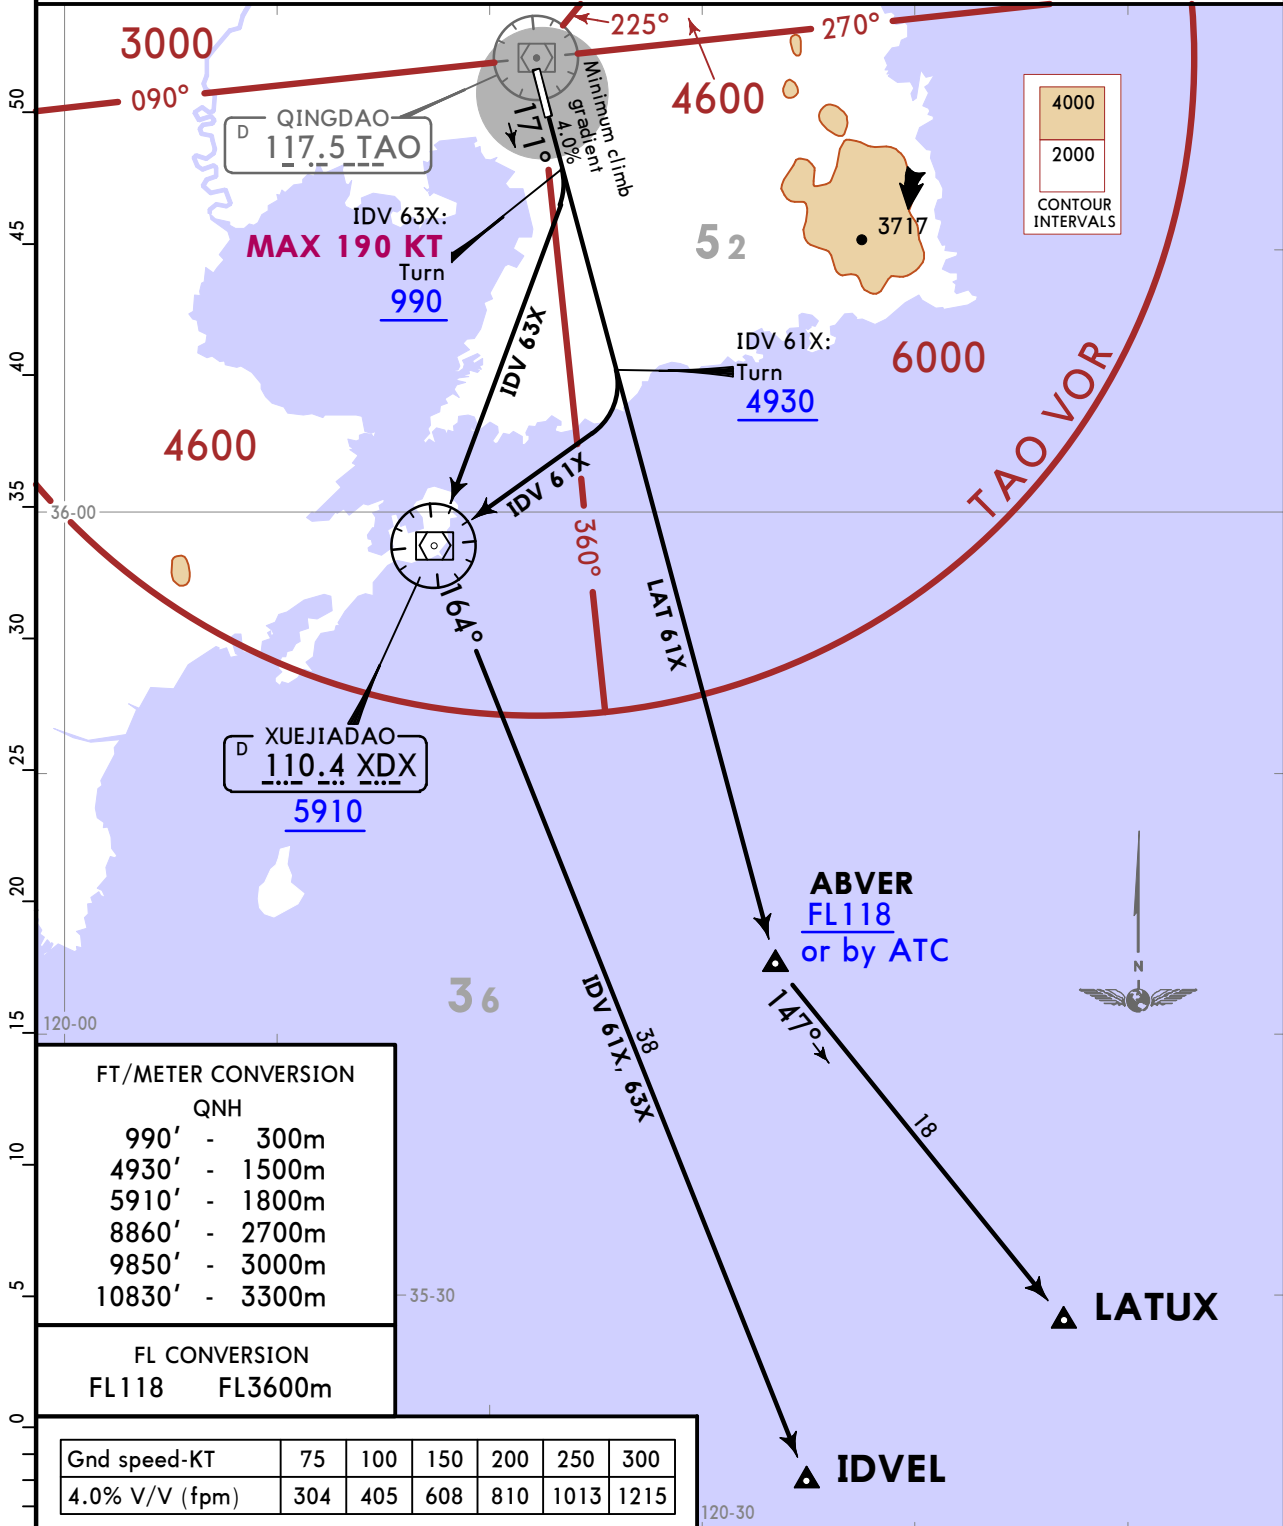 3000
225°
270°
090°
4600
QINGDAO
D 117.5 TAO
171°
Minimum climb
gradient
4.0%
4000
2000
CONTOUR
INTERVALS
IDV 63X:
MAX 190 KT
Turn
990
5 2
3717
IDV 63X
IDV 61X:
Turn
4930
6000
4600
TAO VOR
IDV 61X
36-00
360°
164°
LAT 61X
XUEJIADAO
D 110.4 XDX
5910
ABVER
FL118
or by ATC
3 6
N
147°
120-00
38
IDV 61X, 63X
18
50
45
40
35
30
25
20
15
10
5
0
FT/METER CONVERSION
QNH
990' - 300m
4930' - 1500m
5910' - 1800m
8860' - 2700m
9850' - 3000m
10830' - 3300m
35-30
LATUX
FL CONVERSION
FL118 FL3600m
IDVEL
Gnd speed-KT 75 100 150 200 250 300
4.0% V/V (fpm) 304 405 608 810 1013 1215
120-30